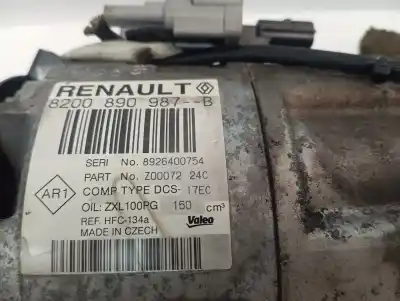 RENAULT
8200 890 987--B
SERI No. 8926400754
PART No. Z00072 24C
COMP TYPE DCS-17EC
OIL: ZXL100PG 160 cm³
REF. HFC-134a
MADE IN CZECH
AR1
Valeo